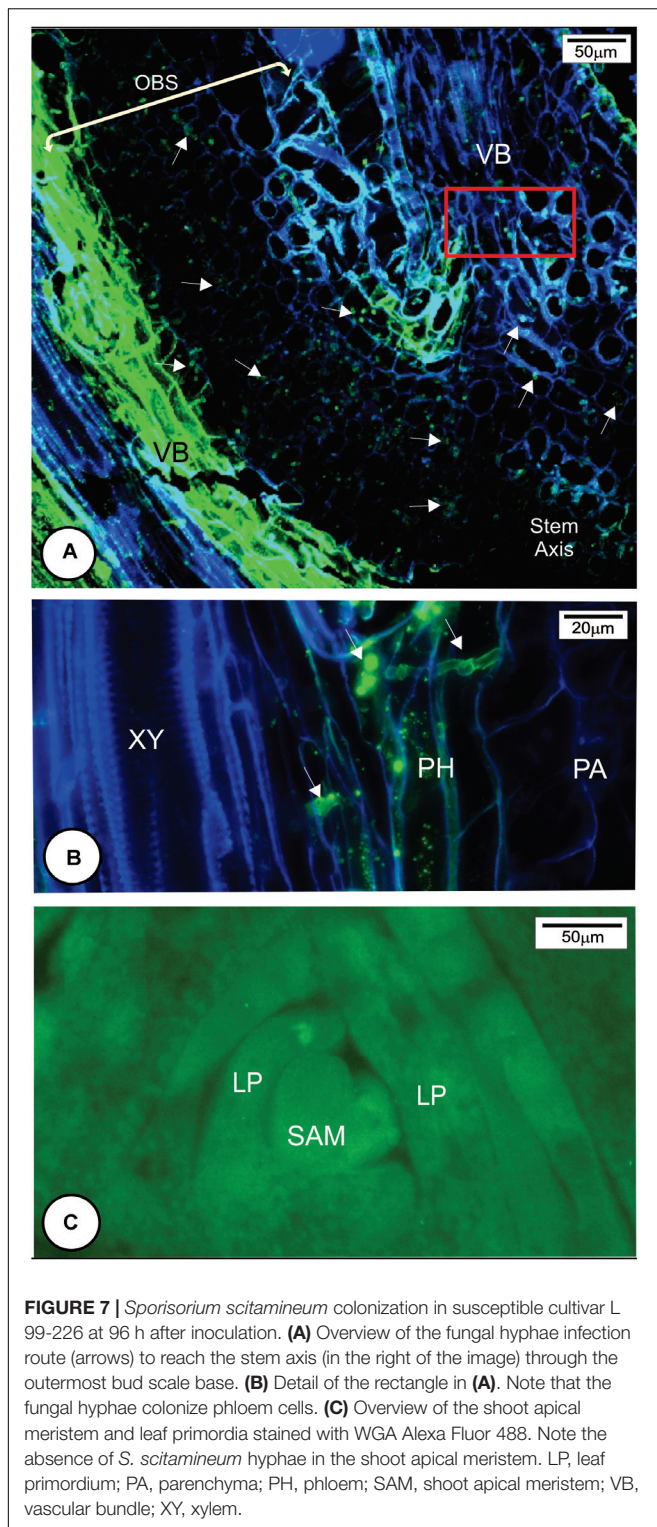 50µm
OBS
VB
VB
Stem
Axis
A
20µm
XY
PH
PA
B
50µm
LP
LP
SAM
C
FIGURE 7 | Sporisorium scitamineum colonization in susceptible cultivar L
99-226 at 96 h after inoculation. (A) Overview of the fungal hyphae infection
route (arrows) to reach the stem axis (in the right of the image) through the
outermost bud scale base. (B) Detail of the rectangle in (A). Note that the
fungal hyphae colonize phloem cells. (C) Overview of the shoot apical
meristem and leaf primordia stained with WGA Alexa Fluor 488. Note the
absence of S. scitamineum hyphae in the shoot apical meristem. LP, leaf
primordium; PA, parenchyma; PH, phloem; SAM, shoot apical meristem; VB,
vascular bundle; XY, xylem.